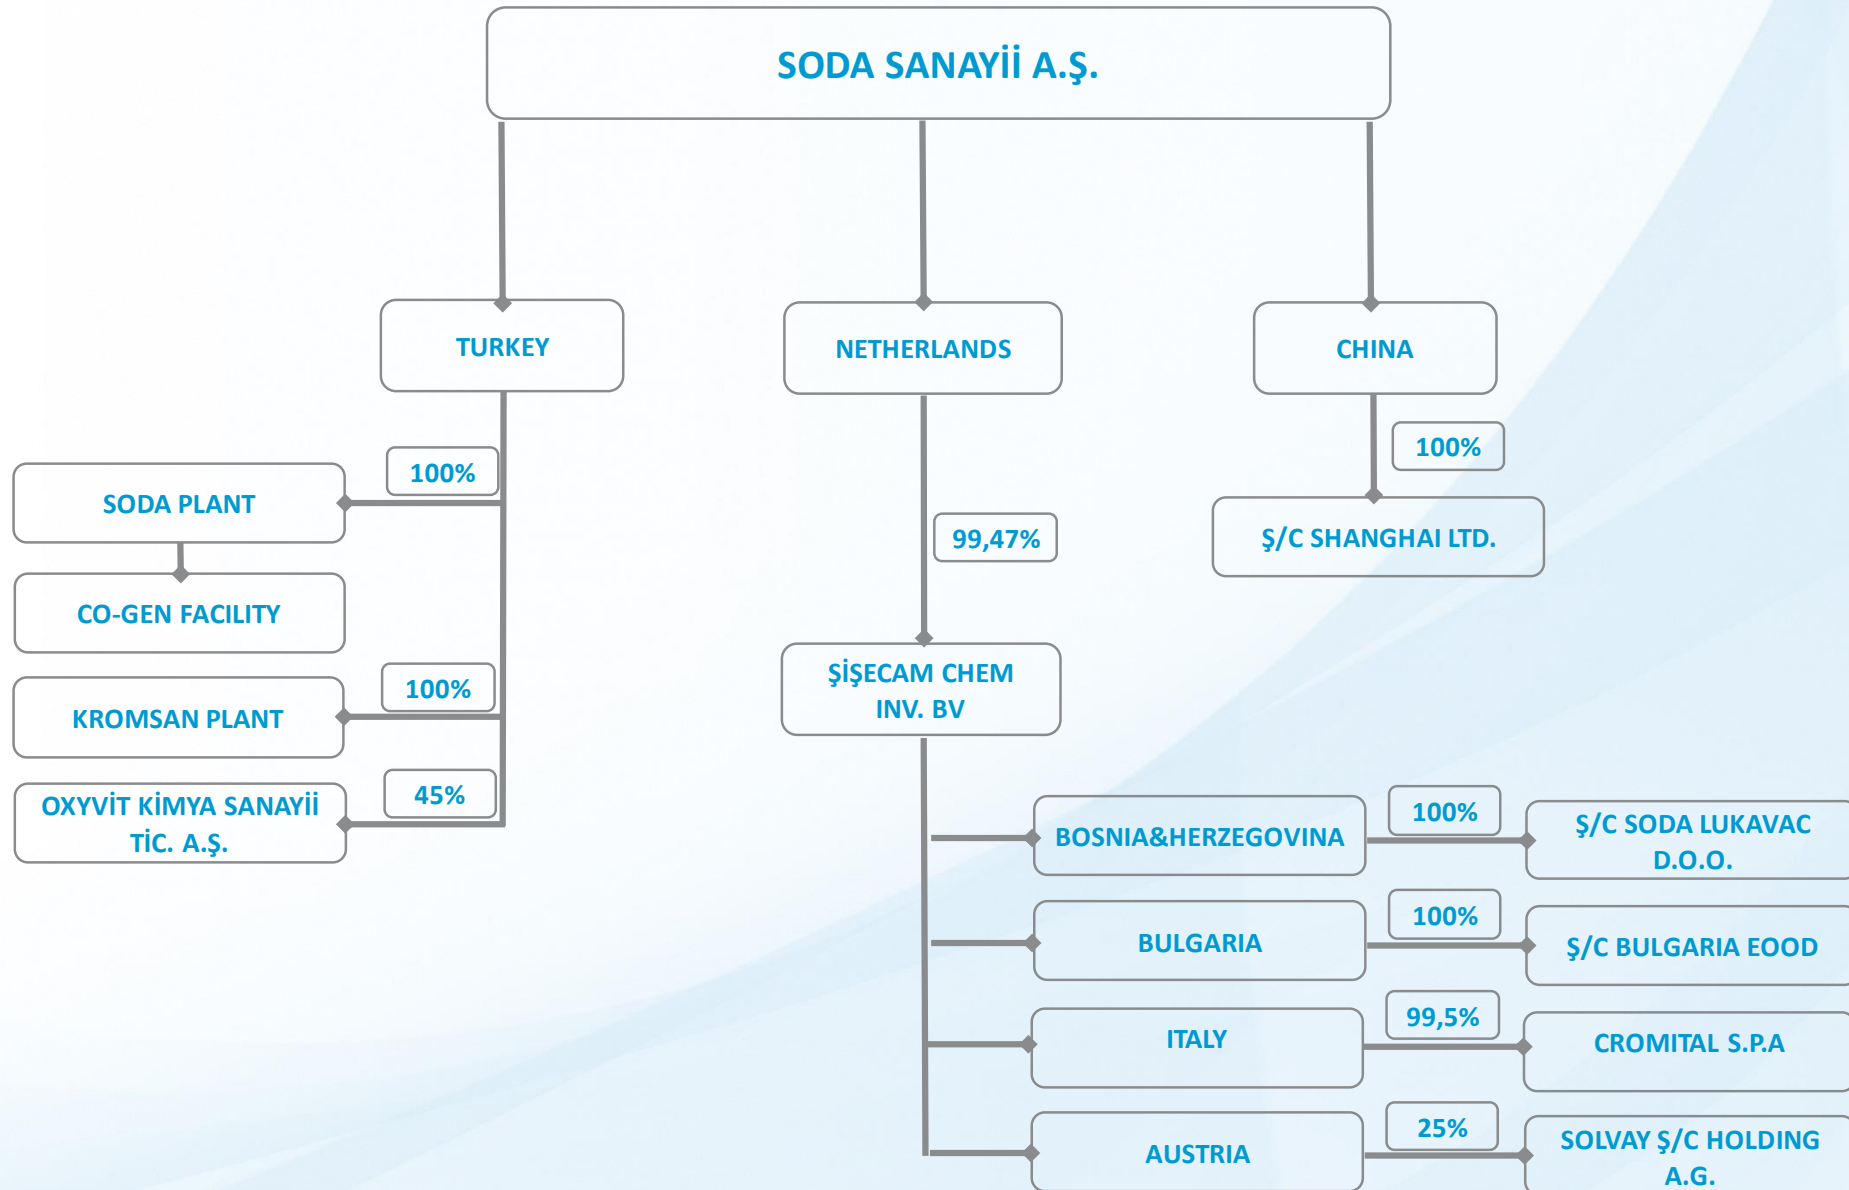 SODA SANAYİİ A.Ş.
TURKEY
NETHERLANDS
CHINA
100%
SODA PLANT
CO-GEN FACILITY
100%
KROMSAN PLANT
45%
OXYVİT KİMYA SANAYİİ
TİC. A.Ş.
99,47%
ŞİŞECAM CHEM
INV. BV
100%
Ş/C SHANGHAI LTD.
BOSNIA&HERZEGOVINA
100%
Ş/C SODA LUKAVAC
D.O.O.
BULGARIA
100%
Ş/C BULGARIA EOOD
ITALY
99,5%
CROMITAL S.P.A
AUSTRIA
25%
SOLVAY Ş/C HOLDING
A.G.